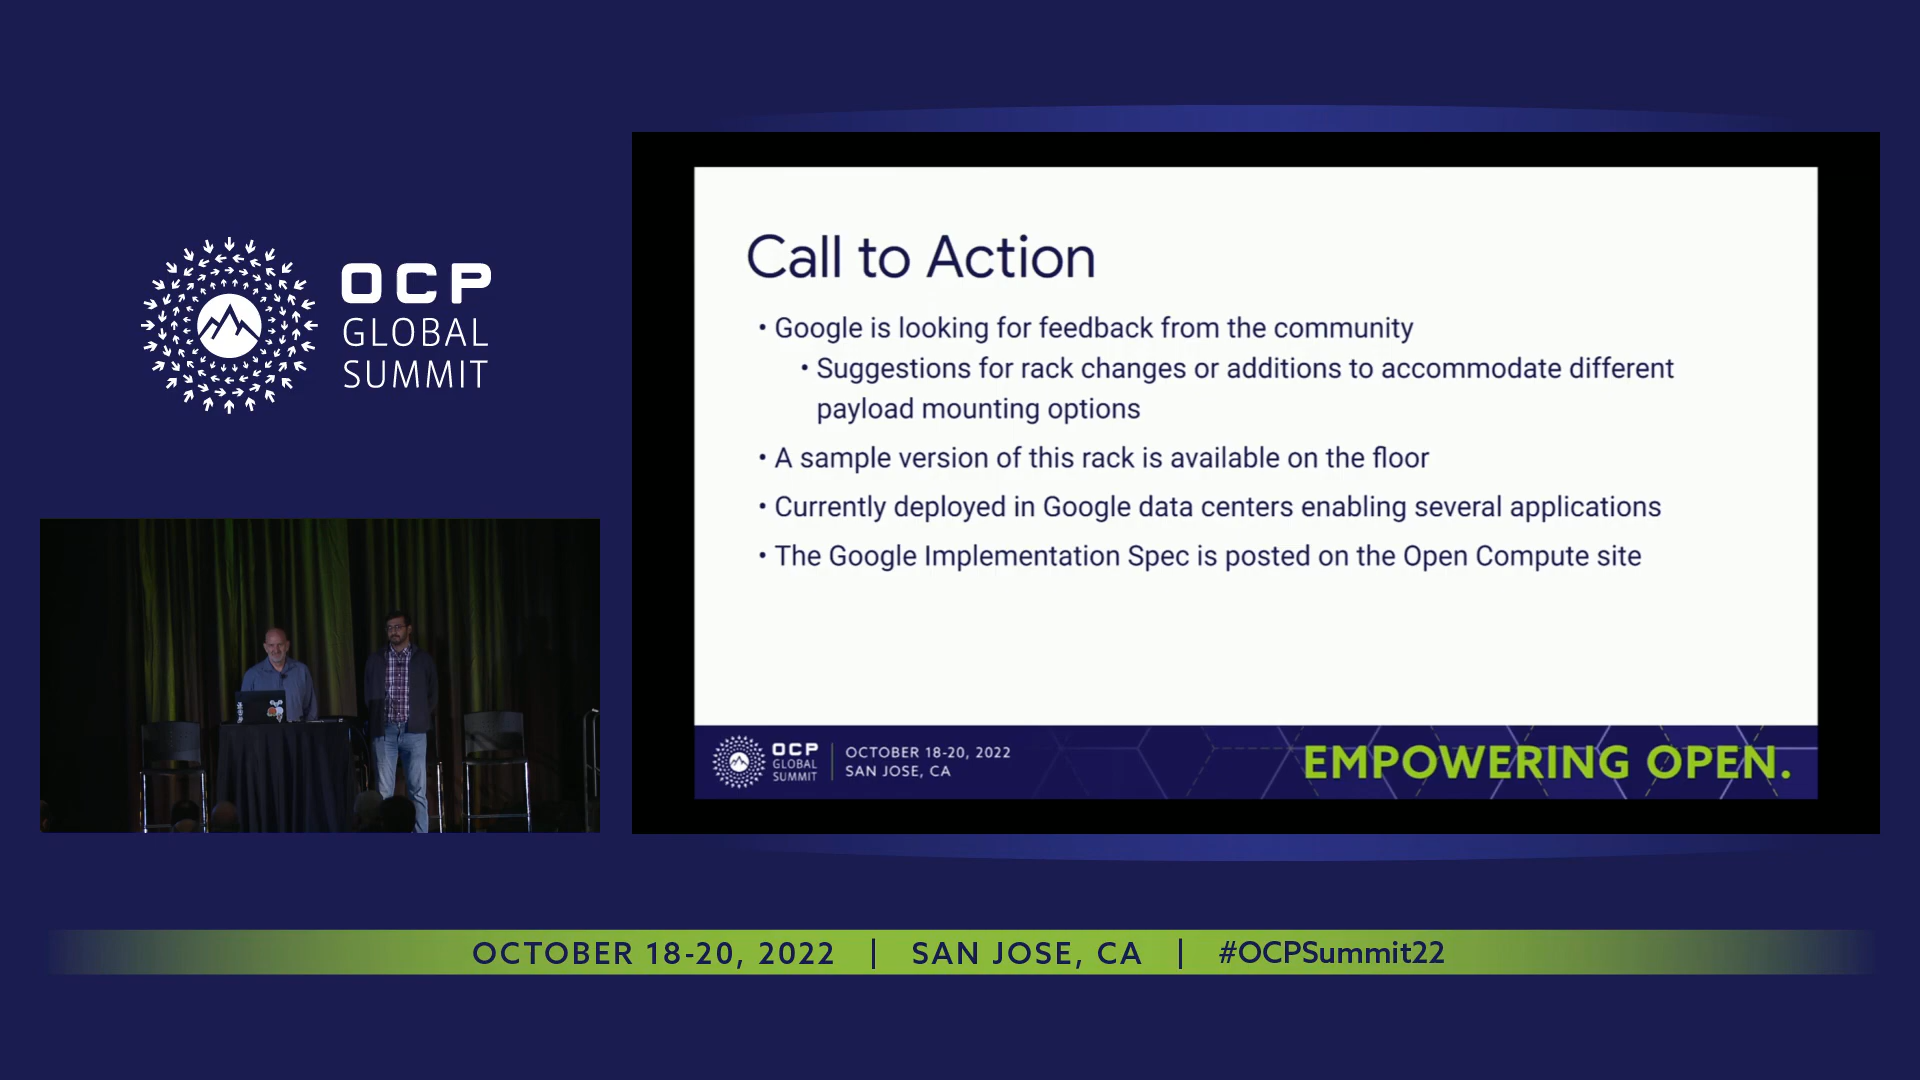 OCP
GLOBAL
SUMMIT
Call to Action
• Google is looking for feedback from the community
• Suggestions for rack changes or additions to accommodate different
payload mounting options
• A sample version of this rack is available on the floor
• Currently deployed in Google data centers enabling several applications
• The Google Implementation Spec is posted on the Open Compute site
OCP
GLOBAL
SUMMIT
OCTOBER 18-20, 2022
SAN JOSE, CA
EMPOWERING OPEN.
OCTOBER 18-20, 2022 | SAN JOSE, CA | #OCPSummit22